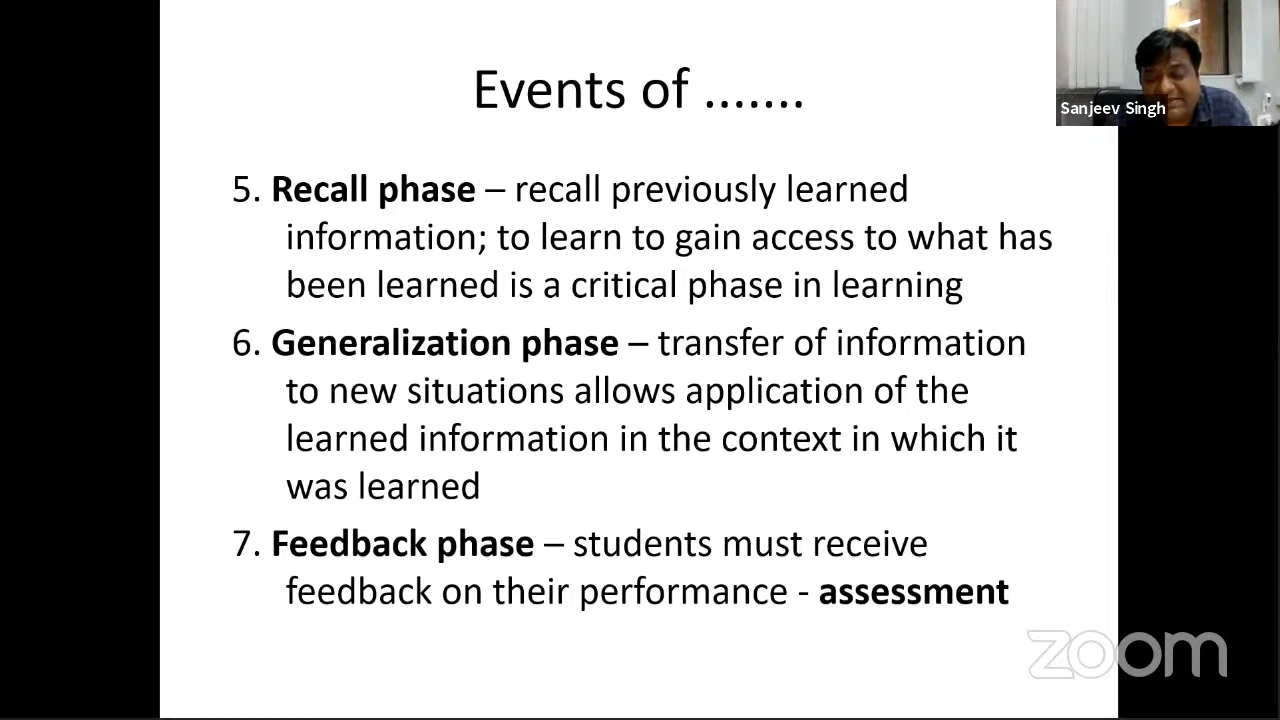 Events of .......
Sanjeev Singh
5. Recall phase – recall previously learned
information; to learn to gain access to what has
been learned is a critical phase in learning
6. Generalization phase – transfer of information
to new situations allows application of the
learned information in the context in which it
was learned
7. Feedback phase – students must receive
feedback on their performance - assessment
zoom